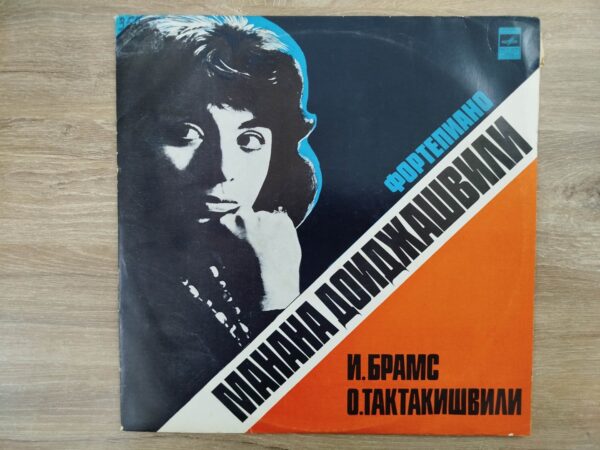 ФОРТЕПИАНО
МАНАНА ДОИДЖАШВИЛИ
И.БРАМС
О.ТАКТАКИШВИЛИ